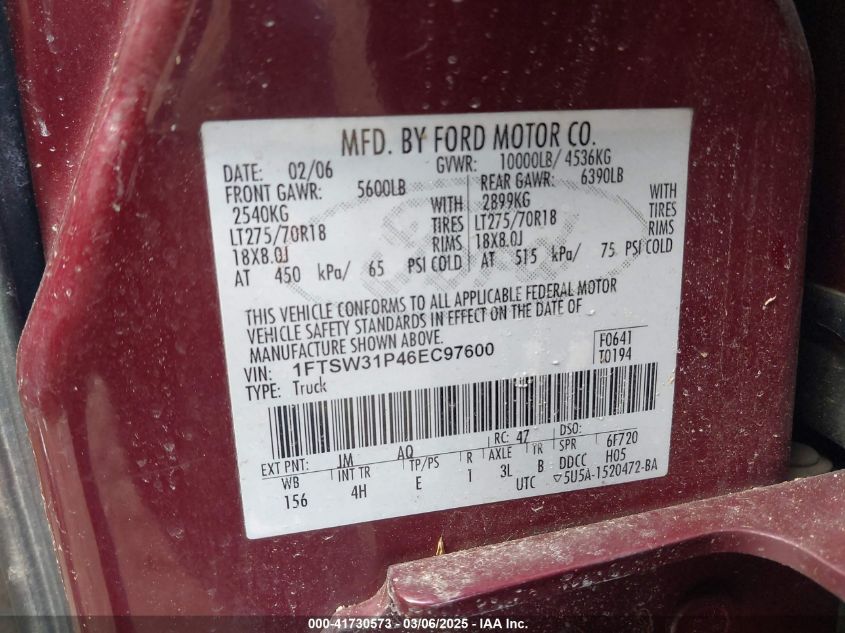 MFD. BY FORD MOTOR CO.
DATE: 02/06 GVWR: 10000LB/ 4536KG
FRONT GAWR: 5600LB REAR GAWR: 6390LB
2540KG WITH 2899KG WITH
LT275/70R18 TIRES LT275/70R18 TIRES
18X8.0J RIMS 18X8.0J RIMS
AT 450 kPa/ 65 PSI COLD AT 515 kPa/ 75 PSI COLD
THIS VEHICLE CONFORMS TO ALL APPLICABLE FEDERAL MOTOR
VEHICLE SAFETY STANDARDS IN EFFECT ON THE DATE OF
MANUFACTURE SHOWN ABOVE.
VIN: 1FTSW31P46EC97600 F0641
TYPE: Truck T0194
EXT PNT: JM AQ RC: 47 DSO:
WB INT TR TP/PS R AXLE TR SPR 6F720
156 4H E 1 3L B DDCC H05
UTC ▽5U5A-1520472-BA
000-41730573 — 03/06/2025 — IAAI.com